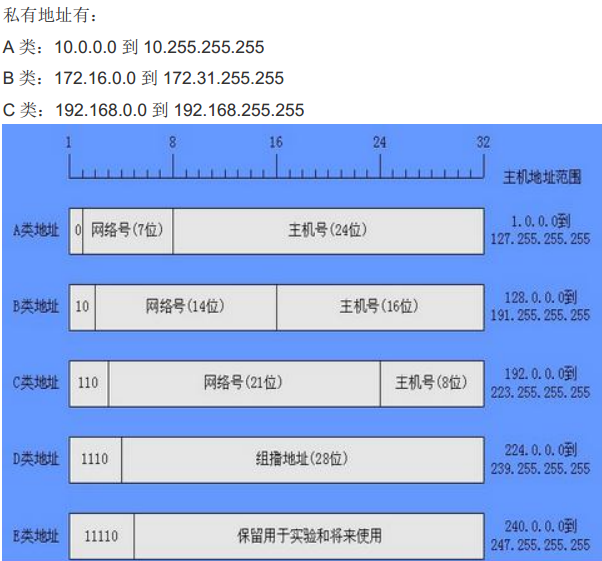 私有地址有：
A 类：10.0.0.0 到 10.255.255.255
B 类：172.16.0.0 到 172.31.255.255
C 类：192.168.0.0 到 192.168.255.255
1 8 16 24 32
主机地址范围
A类地址 0 网络号(7位) 主机号(24位) 1.0.0.0到
127.255.255.255
B类地址 10 网络号(14位) 主机号(16位) 128.0.0.0到
191.255.255.255
C类地址 110 网络号(21位) 主机号(8位) 192.0.0.0到
223.255.255.255
D类地址 1110 组播地址(28位) 224.0.0.0到
239.255.255.255
E类地址 11110 保留用于实验和将来使用 240.0.0.0到
247.255.255.255